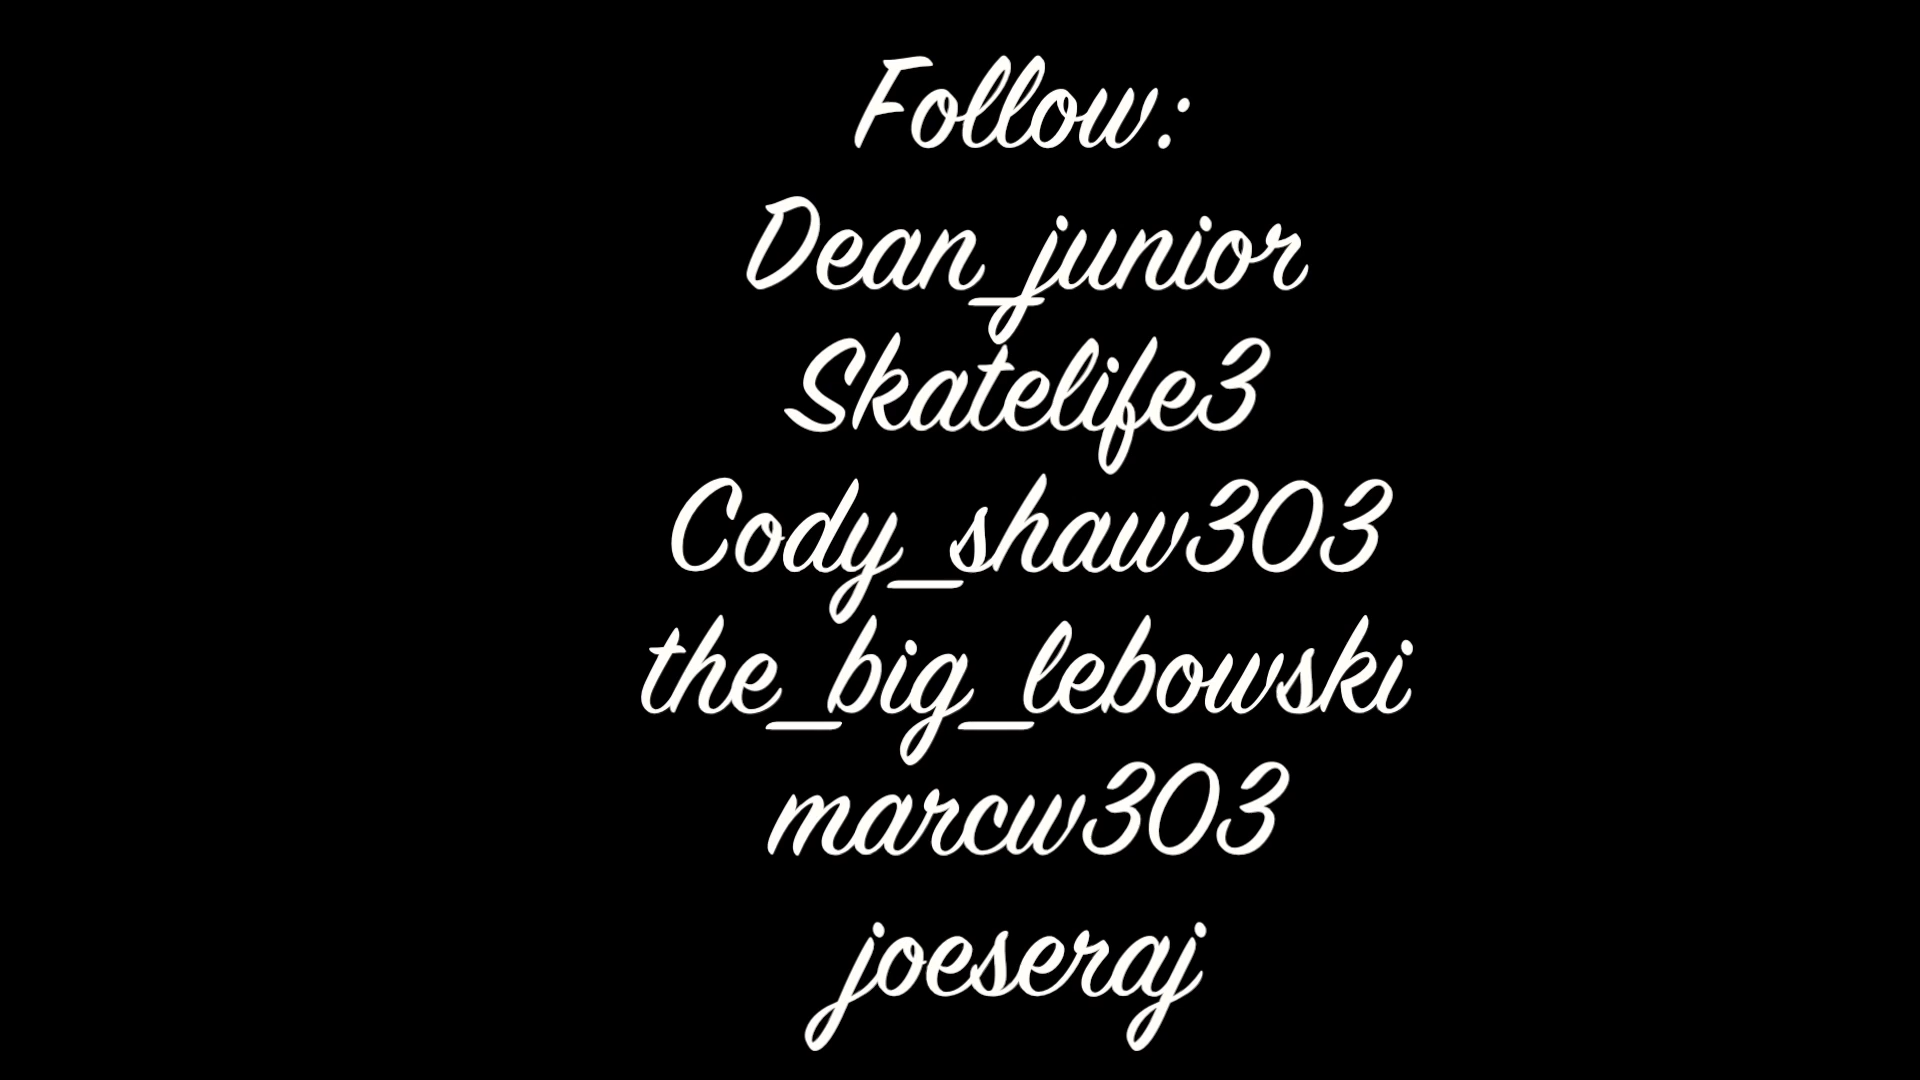 Follow:
Dean_junior
Skatelife3
Cody_shaw303
the_big_lebowski
marcw303
joeseraj